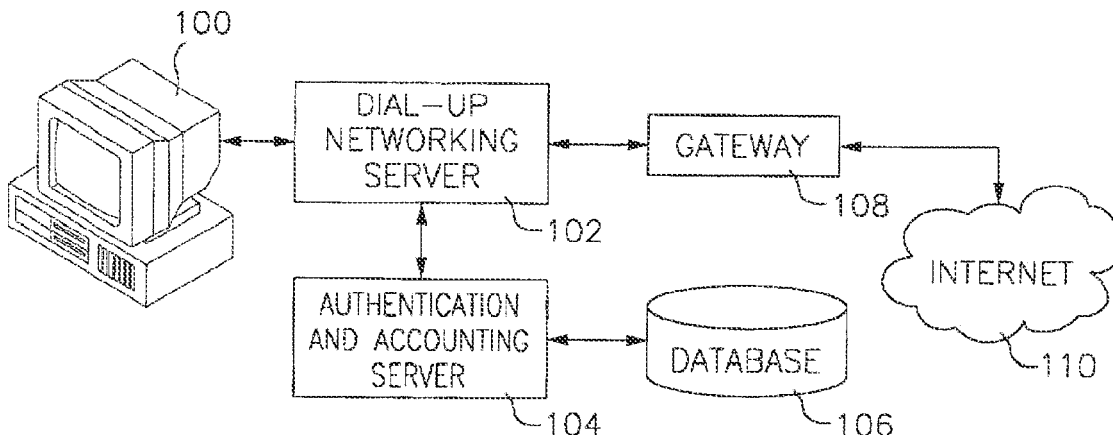 100
DIAL-UP
NETWORKING
SERVER
102
GATEWAY
108
INTERNET
110
AUTHENTICATION
AND ACCOUNTING
SERVER
104
DATABASE
106